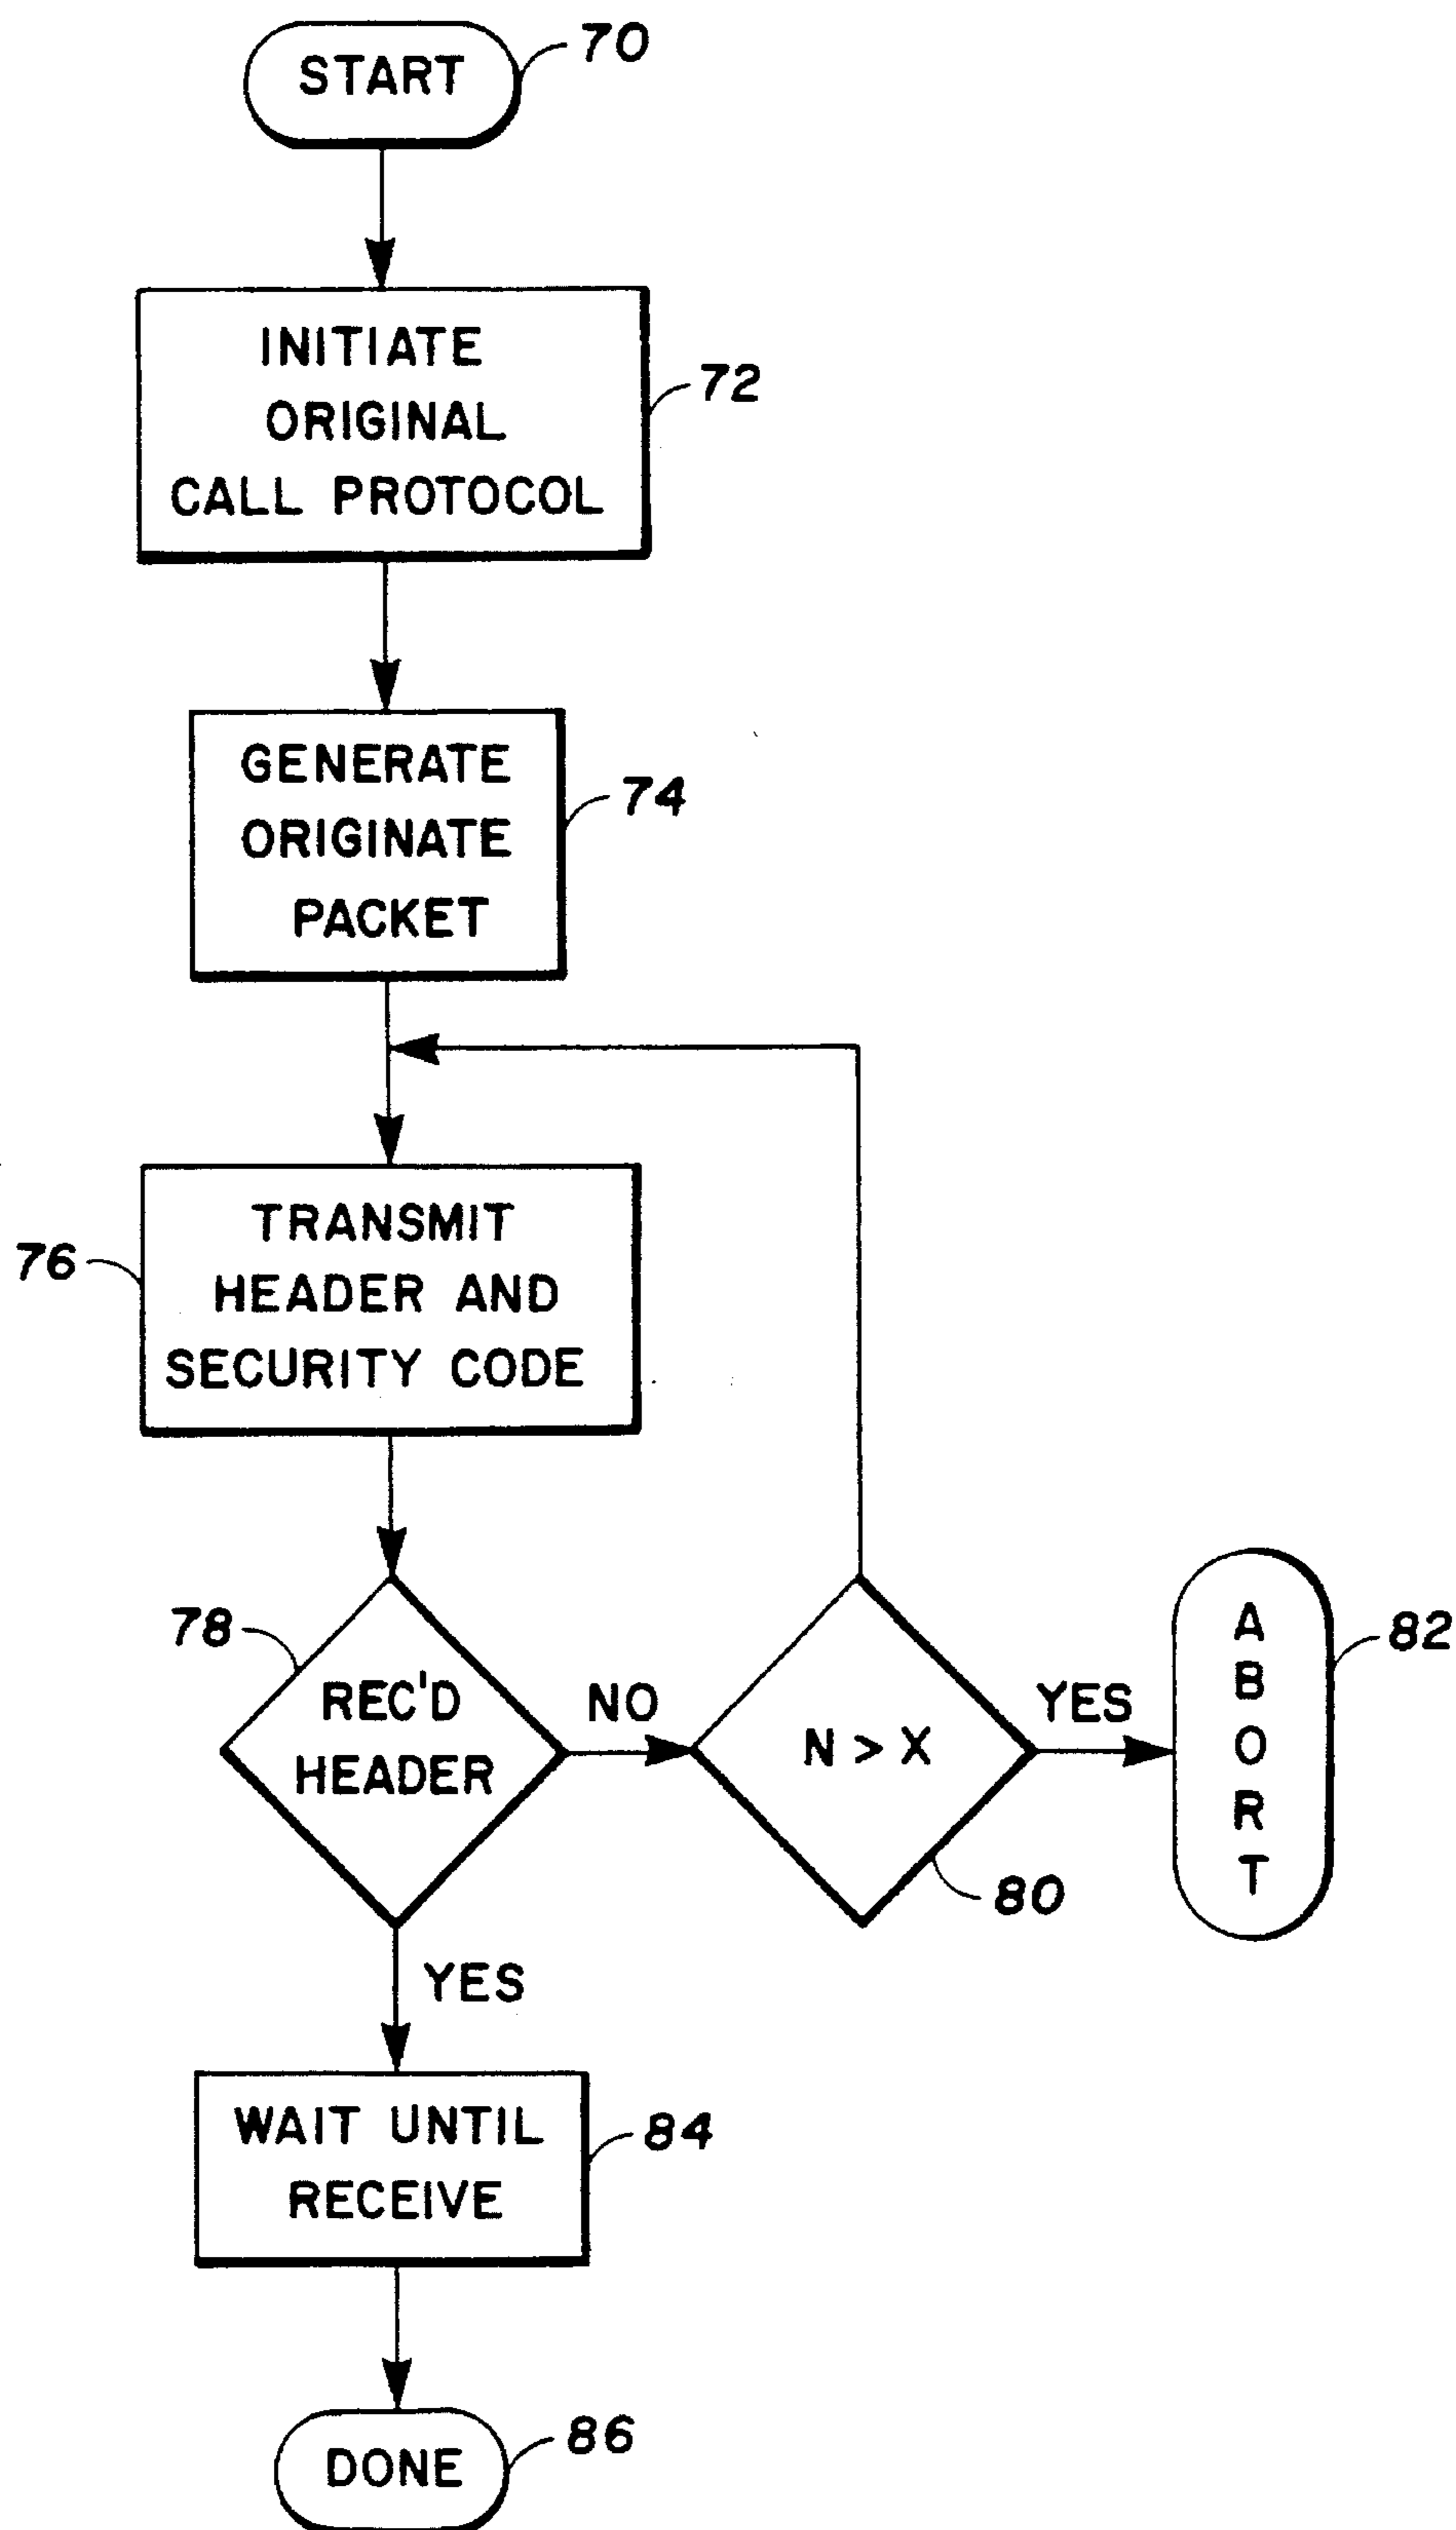 START
70
INITIATE
ORIGINAL
CALL PROTOCOL
72
GENERATE
ORIGINATE
PACKET
74
TRANSMIT
HEADER AND
SECURITY CODE
76
REC'D
HEADER
78
NO
N > X
80
YES
A
B
O
R
T
82
YES
WAIT UNTIL
RECEIVE
84
DONE
86